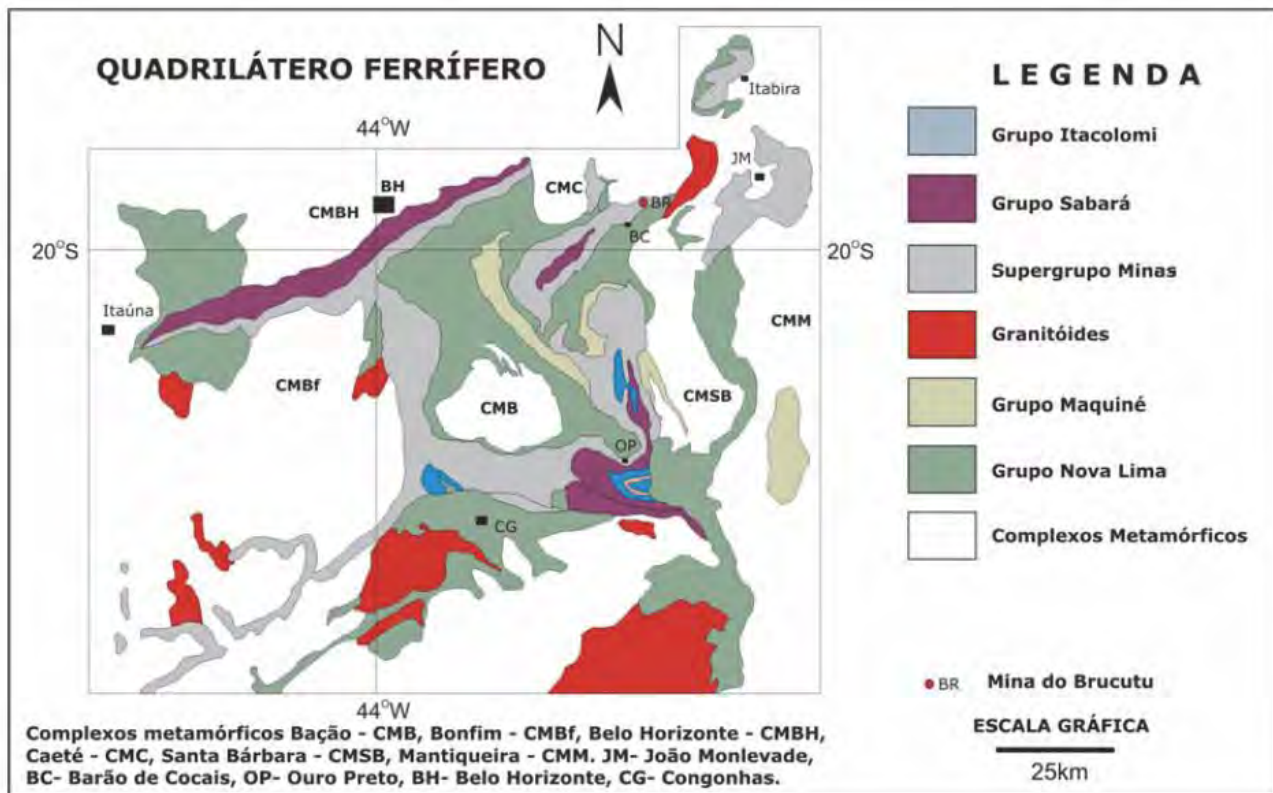 QUADRILÁTERO FERRÍFERO
N
44°W
Itabira
JM
BH
CMC
CMBH
BR
BC
20°S
20°S
Itaúna
CMM
CMBf
CMB
CMSB
OP
CG
44°W
LEGENDA
Grupo Itacolomi
Grupo Sabará
Supergrupo Minas
Granitóides
Grupo Maquiné
Grupo Nova Lima
Complexos Metamórficos
BR Mina do Brucutu
ESCALA GRÁFICA
25km
Complexos metamórficos Bação - CMB, Bonfim - CMBf, Belo Horizonte - CMBH,
Caeté - CMC, Santa Bárbara - CMSB, Mantiqueira - CMM. JM- João Monlevade,
BC- Barão de Cocais, OP- Ouro Preto, BH- Belo Horizonte, CG- Congonhas.